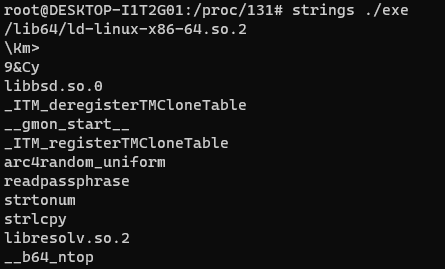 root@DESKTOP-I1T2G01:/proc/131# strings ./exe
/lib64/ld-linux-x86-64.so.2
\Km>
9&Cy
libbsd.so.0
_ITM_deregisterTMCloneTable
__gmon_start__
_ITM_registerTMCloneTable
arc4random_uniform
readpassphrase
strtonum
strlcpy
libresolv.so.2
__b64_ntop